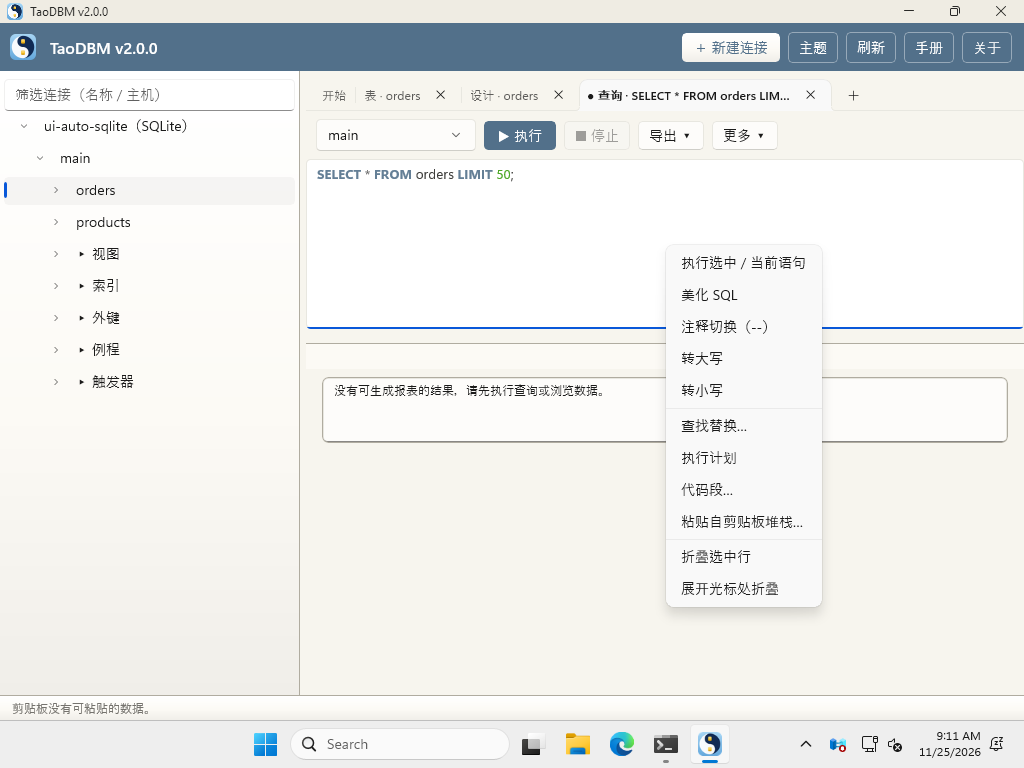 TaoDBM v2.0.0
TaoDBM v2.0.0
+ 新建连接
主题
刷新
手册
关于
筛选连接（名称 / 主机）
ui-auto-sqlite（SQLite）
main
orders
products
视图
索引
外键
例程
触发器
开始
表 · orders
设计 · orders
● 查询 · SELECT * FROM orders LIM...
main
执行
停止
导出
更多
SELECT * FROM orders LIMIT 50;
执行选中 / 当前语句
美化 SQL
注释切换（--）
转大写
转小写
查找替换...
执行计划
代码段...
粘贴自剪贴板堆栈...
折叠选中行
展开光标处折叠
没有可生成报表的结果，请先执行查询或浏览数据。
剪贴板没有可粘贴的数据。
Search
9:11 AM
11/25/2026